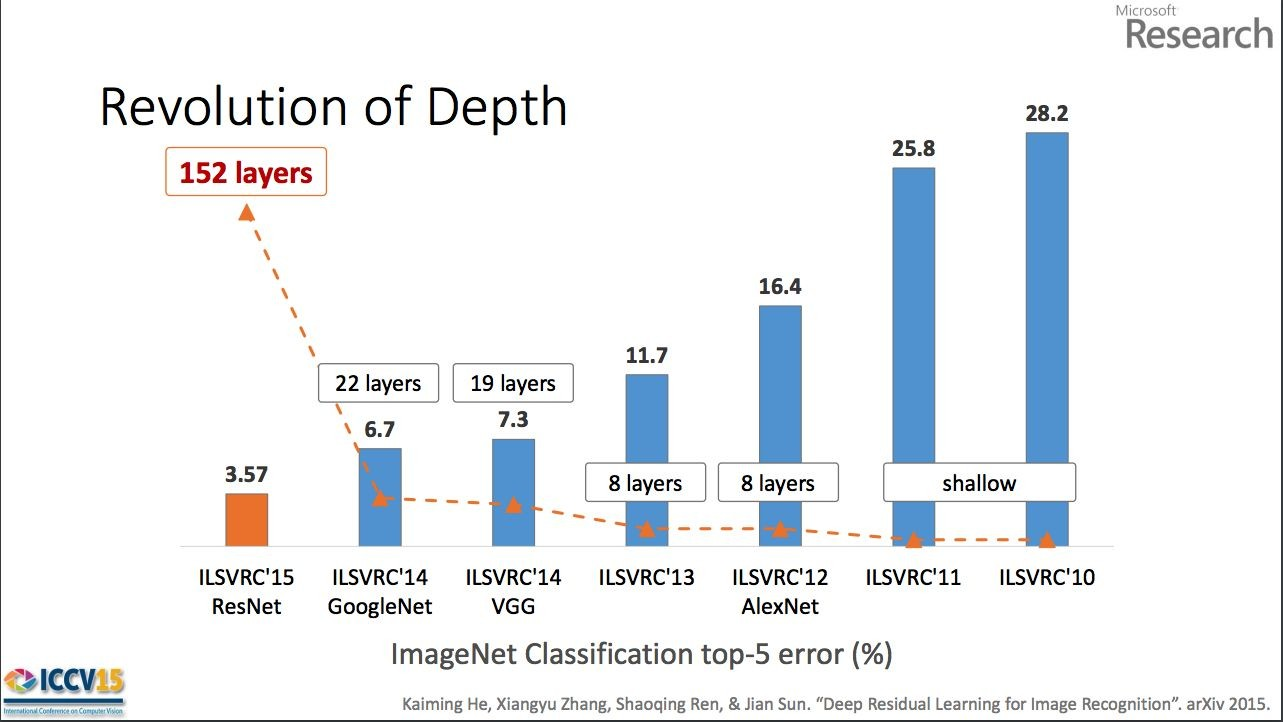 Microsoft
Research
Revolution of Depth
152 layers
22 layers
19 layers
8 layers
8 layers
shallow
3.57
6.7
7.3
11.7
16.4
25.8
28.2
ILSVRC'15
ResNet
ILSVRC'14
GoogleNet
ILSVRC'14
VGG
ILSVRC'13
ILSVRC'12
AlexNet
ILSVRC'11
ILSVRC'10
ImageNet Classification top-5 error (%)
ICCV15
International Conference on Computer Vision
Kaiming He, Xiangyu Zhang, Shaoqing Ren, & Jian Sun. “Deep Residual Learning for Image Recognition”. arXiv 2015.